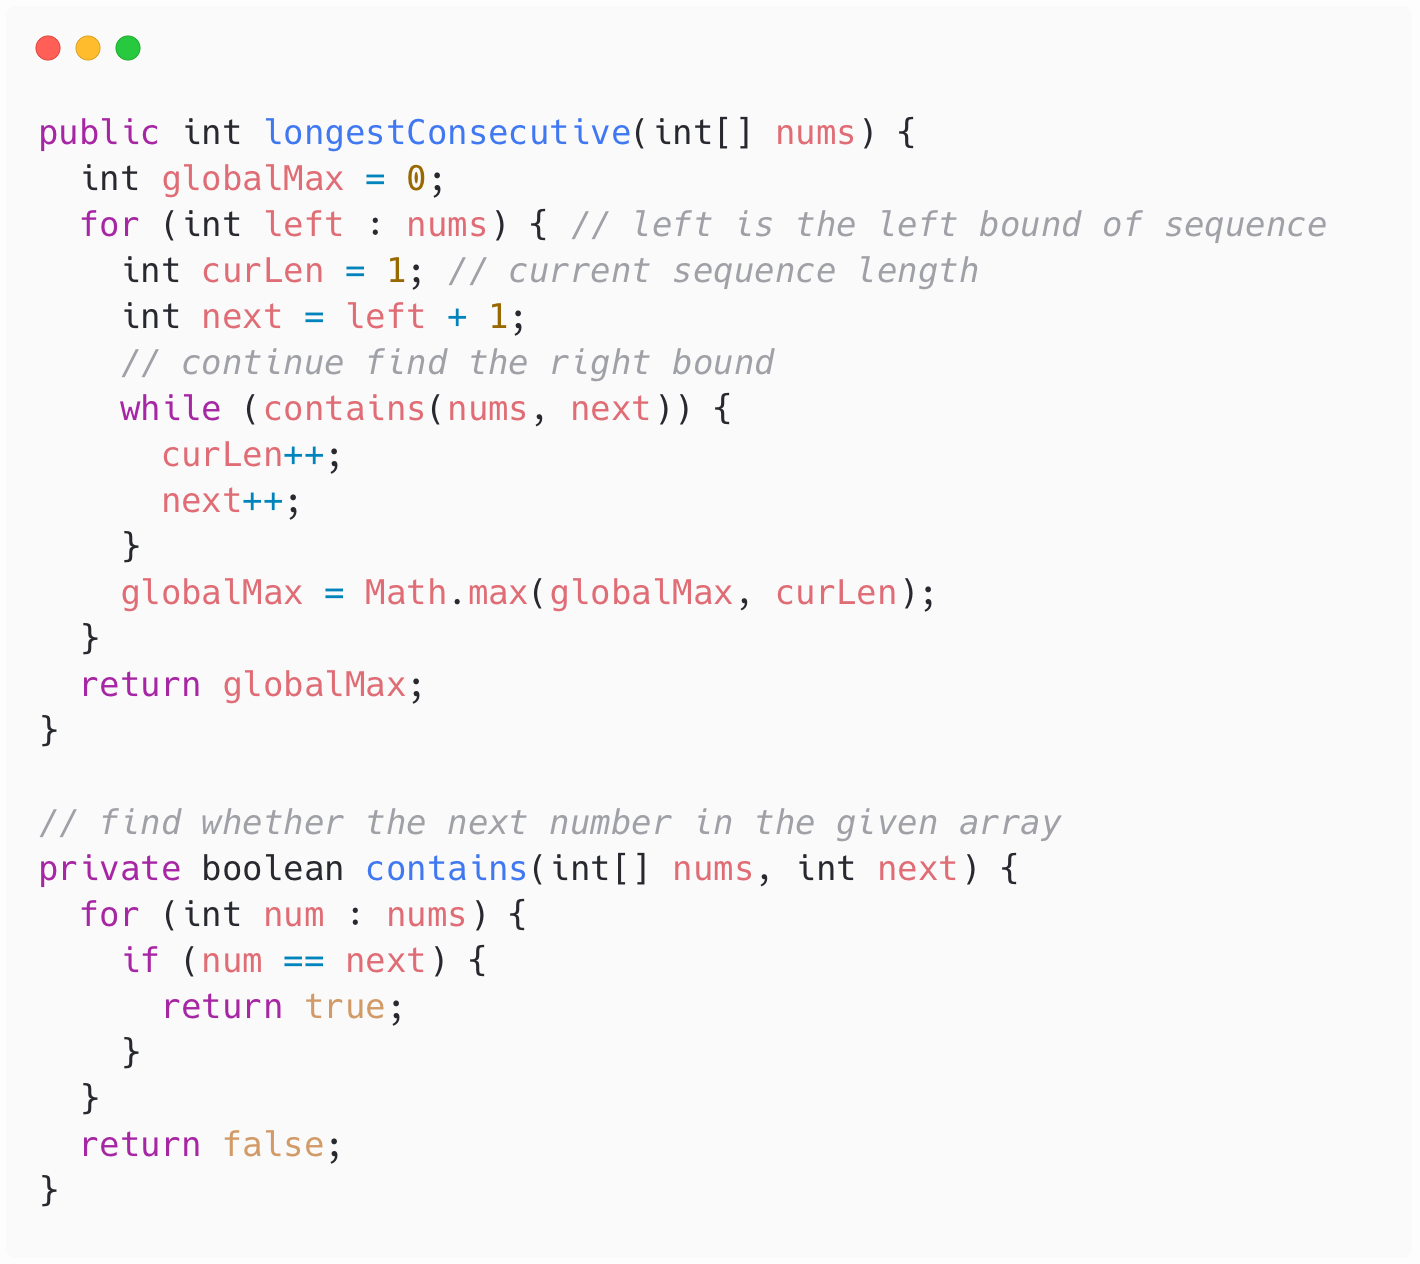 public int longestConsecutive(int[] nums) {
  int globalMax = 0;
  for (int left : nums) { // left is the left bound of sequence
    int curLen = 1; // current sequence length
    int next = left + 1;
    // continue find the right bound
    while (contains(nums, next)) {
      curLen++;
      next++;
    }
    globalMax = Math.max(globalMax, curLen);
  }
  return globalMax;
}

// find whether the next number in the given array
private boolean contains(int[] nums, int next) {
  for (int num : nums) {
    if (num == next) {
      return true;
    }
  }
  return false;
}